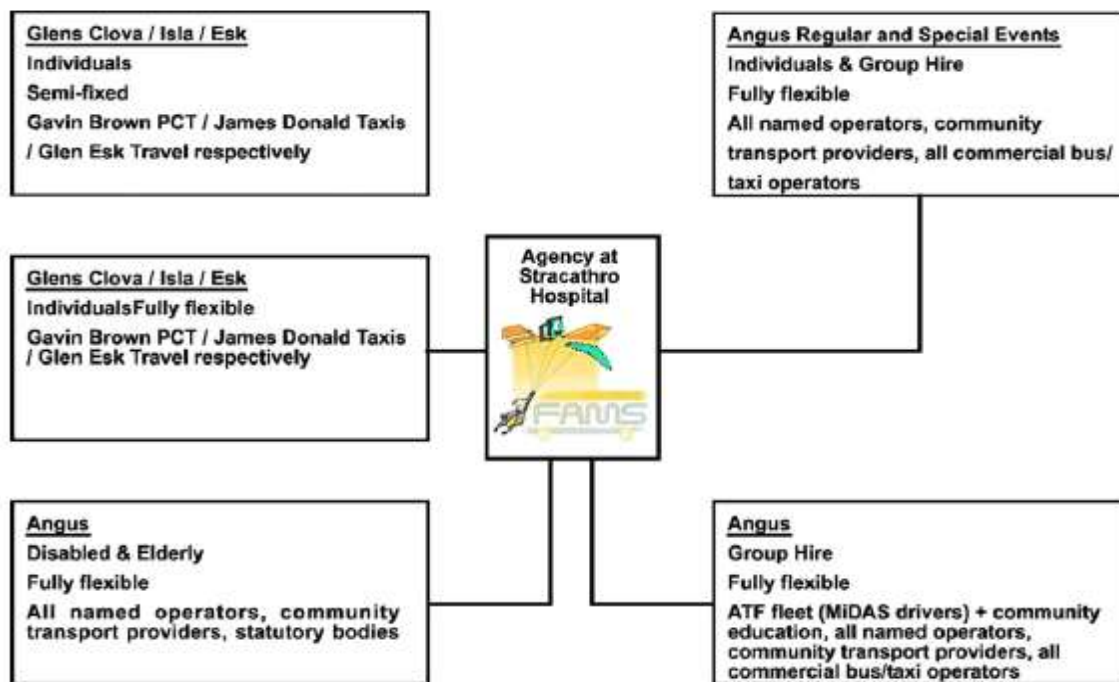 Glens Clova / Isla / Esk
Individuals
Semi-fixed
Gavin Brown PCT / James Donald Taxis
/ Glen Esk Travel respectively
Angus Regular and Special Events
Individuals & Group Hire
Fully flexible
All named operators, community
transport providers, all commercial bus/
taxi operators
Glens Clova / Isla / Esk
IndividualsFully flexible
Gavin Brown PCT / James Donald Taxis
/ Glen Esk Travel respectively
Agency at
Stracathro
Hospital
FAMS
Angus
Disabled & Elderly
Fully flexible
All named operators, community
transport providers, statutory bodies
Angus
Group Hire
Fully flexible
ATF fleet (MiDAS drivers) + community
education, all named operators,
community transport providers, all
commercial bus/taxi operators